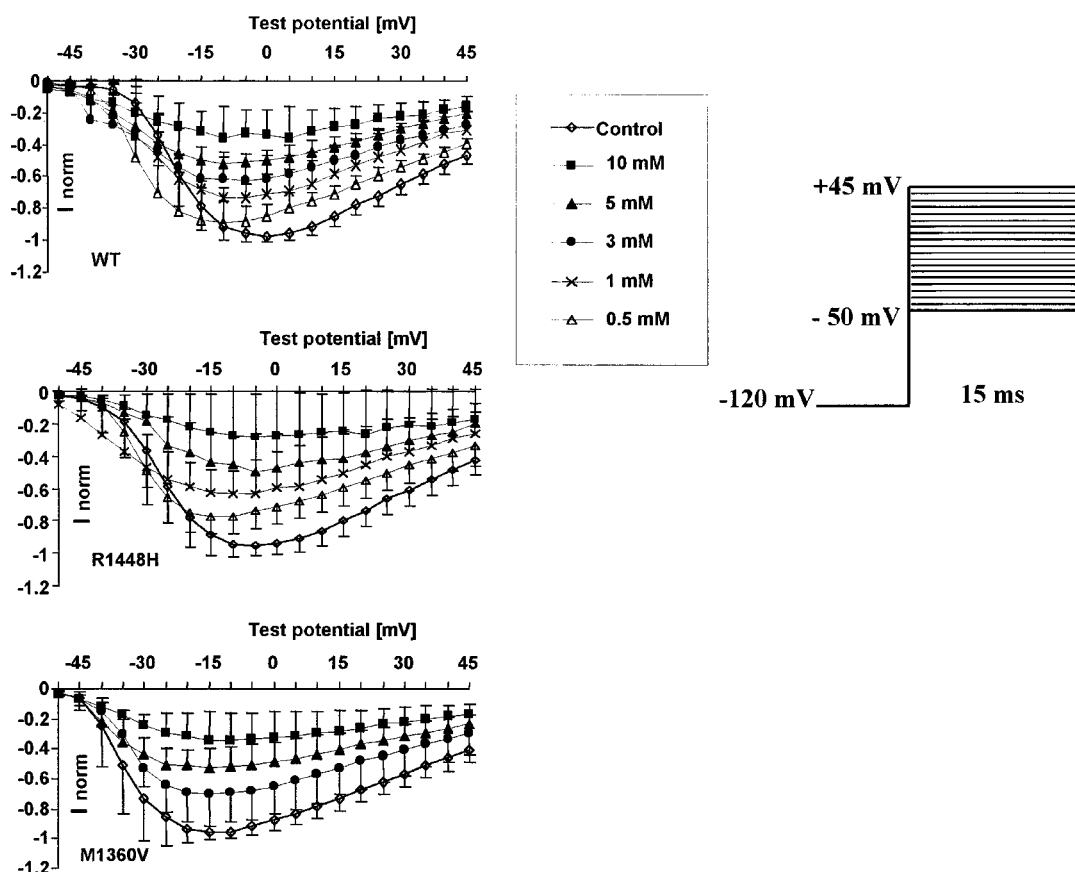 Test potential [mV]
-45 -30 -15 0 15 30 45
0
-0.2
-0.4
-0.6
-0.8
-1
-1.2
I norm
WT
Test potential [mV]
-45 -30 -15 0 15 30 45
0
-0.2
-0.4
-0.6
-0.8
-1
-1.2
I norm
R1448H
Test potential [mV]
-45 -30 -15 0 15 30 45
0
-0.2
-0.4
-0.6
-0.8
-1
-1.2
I norm
M1360V
Control
10 mM
5 mM
3 mM
1 mM
0.5 mM
+45 mV
- 50 mV
-120 mV
15 ms